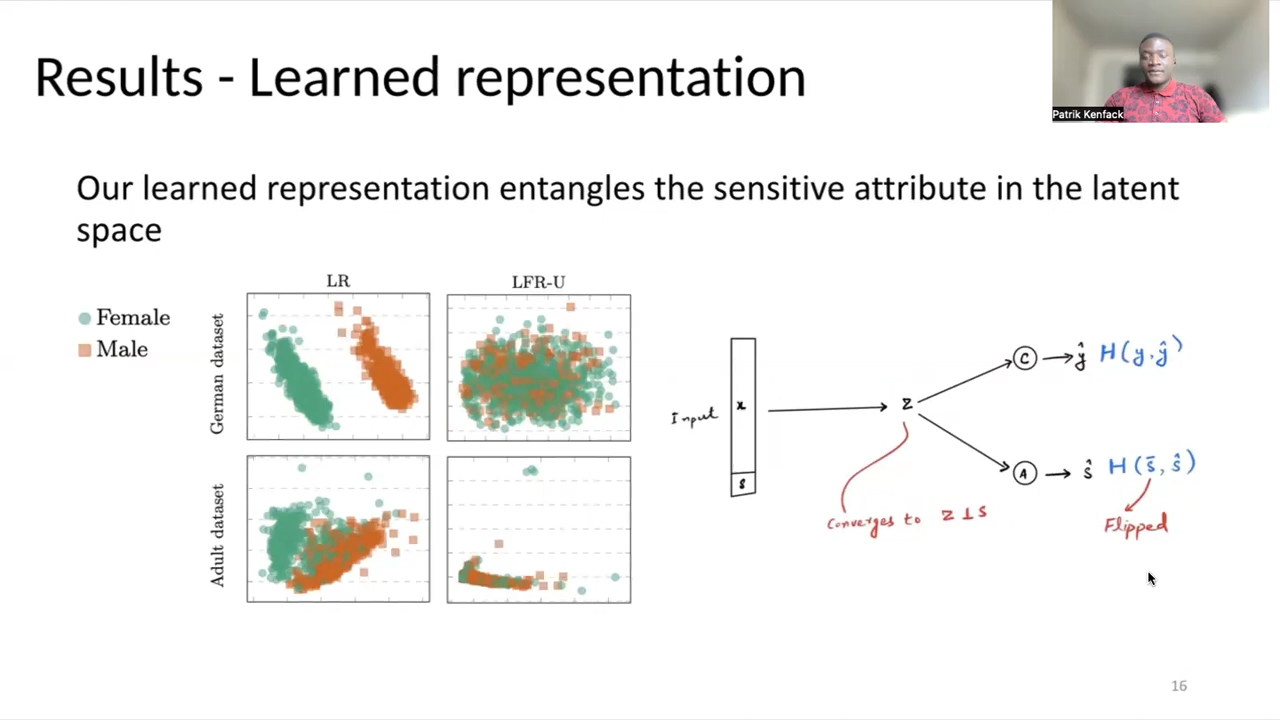 Results - Learned representation
Patrik Kenfack
Our learned representation entangles the sensitive attribute in the latent
space
LR
LFR-U
Female
Male
German dataset
Adult dataset
Input
x
s
z
C
ŷ H(y, ŷ)
A
ŝ H(s̄, ŝ)
Converges to z⊥s
Flipped
16